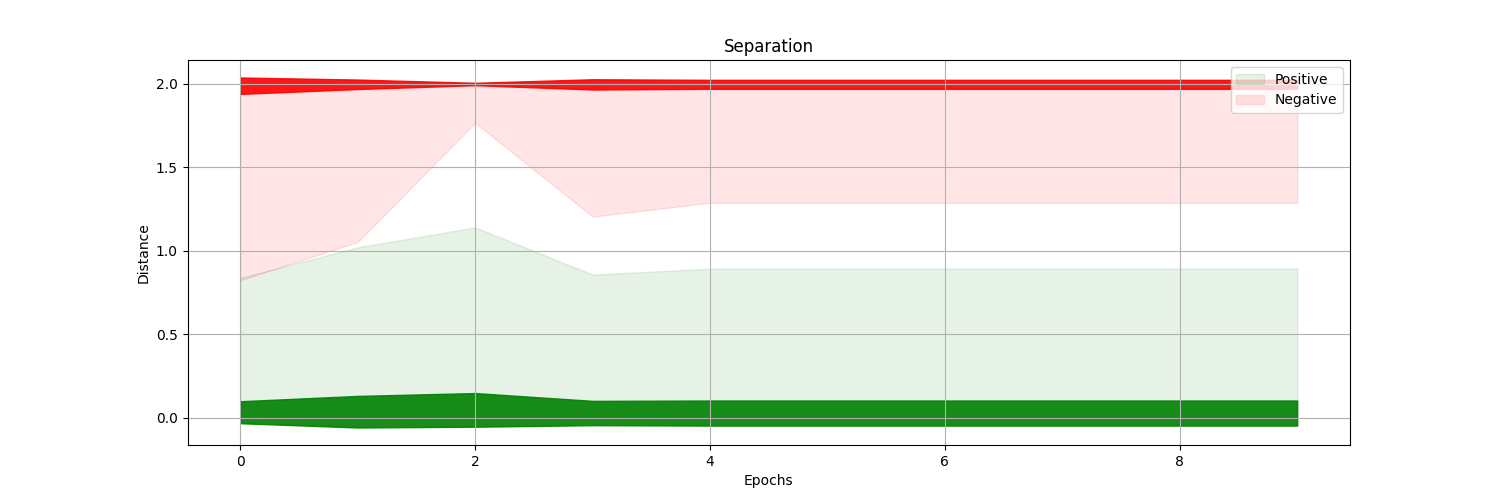 Separation
Positive
Negative
Distance
2.0
1.5
1.0
0.5
0.0
0 2 4 6 8
Epochs